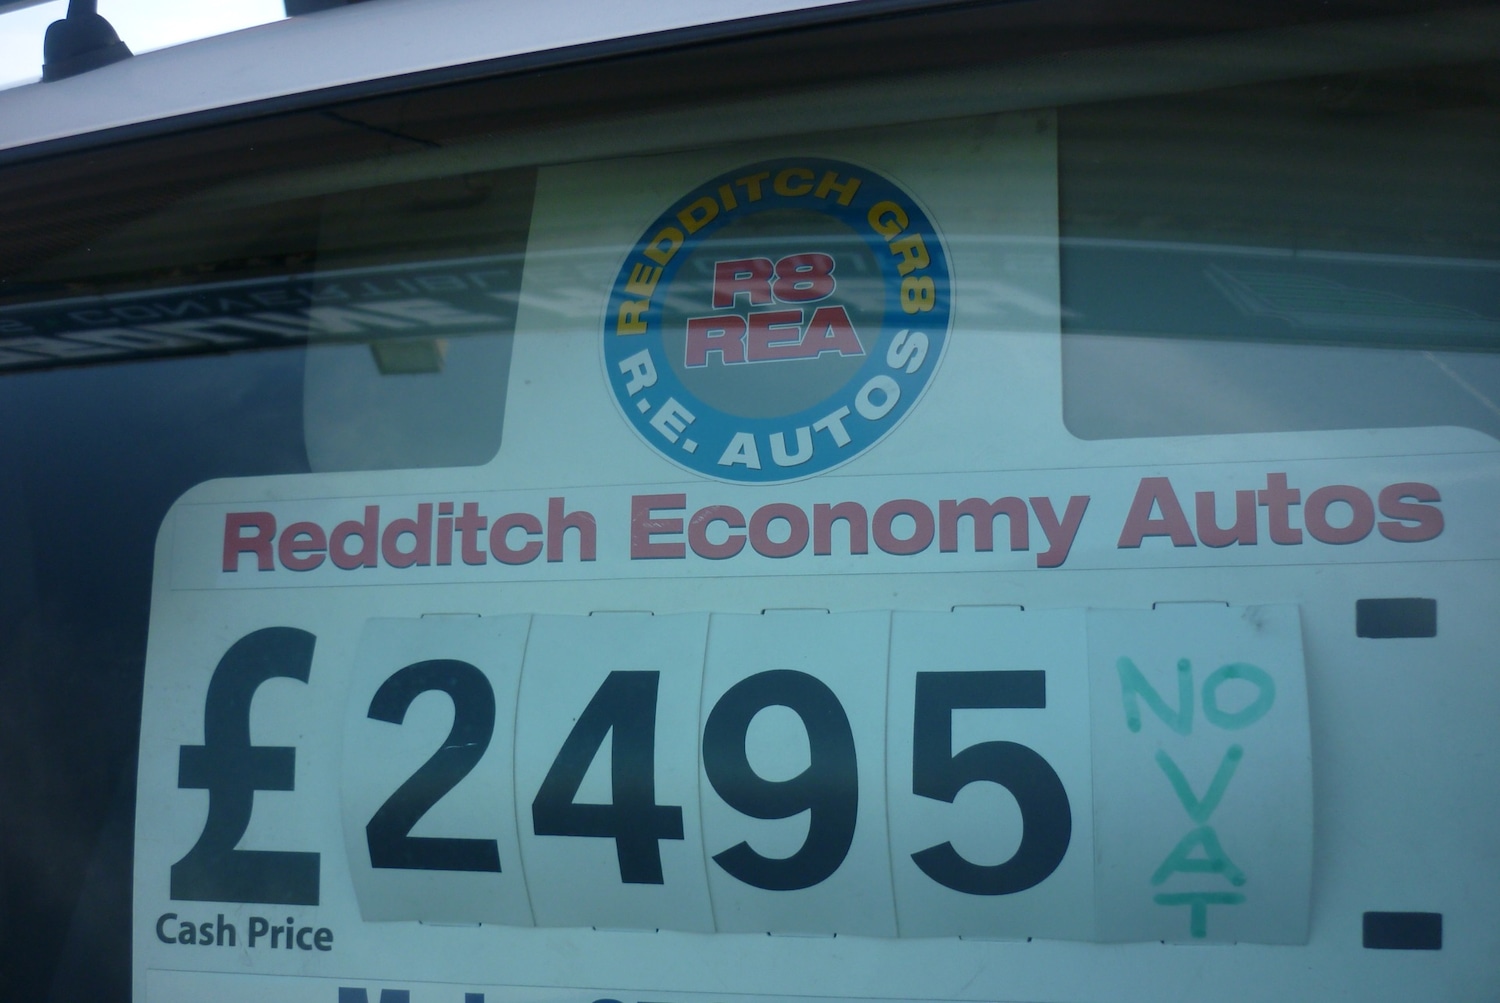 REDDITCH GR8
R8
REA
R.E. AUTOS
Redditch Economy Autos
£2495
NO
VAT
Cash Price